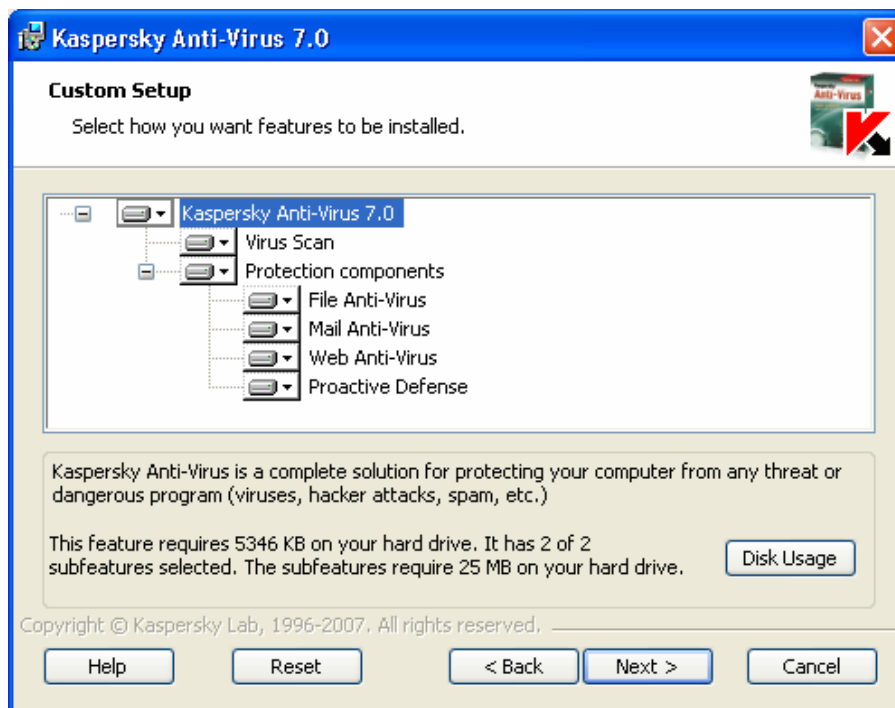 Kaspersky Anti-Virus 7.0
Custom Setup
Select how you want features to be installed.
Anti-Virus
Kaspersky Anti-Virus 7.0
Virus Scan
Protection components
File Anti-Virus
Mail Anti-Virus
Web Anti-Virus
Proactive Defense
Kaspersky Anti-Virus is a complete solution for protecting your computer from any threat or
dangerous program (viruses, hacker attacks, spam, etc.)
This feature requires 5346 KB on your hard drive. It has 2 of 2
subfeatures selected. The subfeatures require 25 MB on your hard drive.
Disk Usage
Copyright © Kaspersky Lab, 1996-2007. All rights reserved.
Help
Reset
< Back
Next >
Cancel